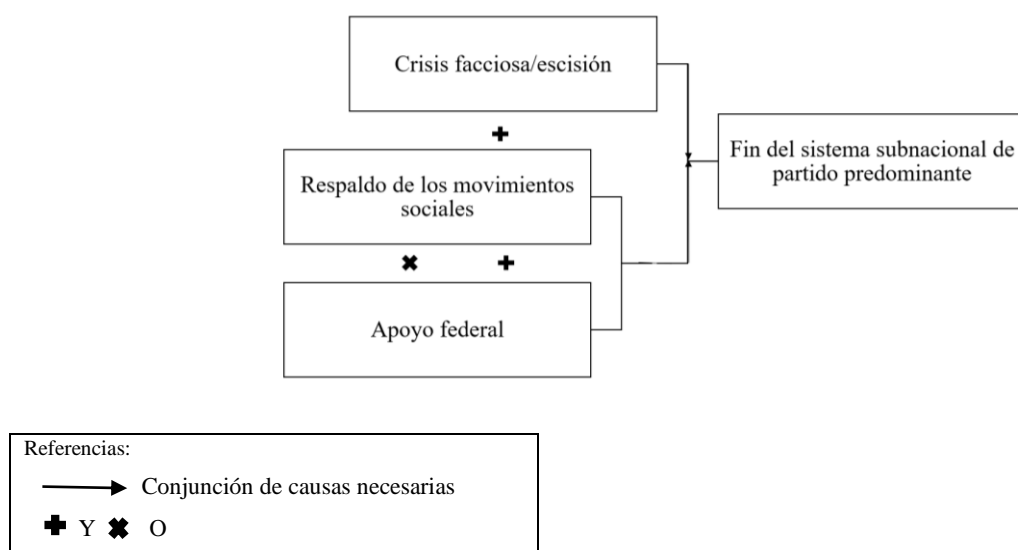 Crisis facciosa/escisión
Fin del sistema subnacional de
partido predominante
Respaldo de los movimientos
sociales
Apoyo federal
Referencias:
Conjunción de causas necesarias
Y O